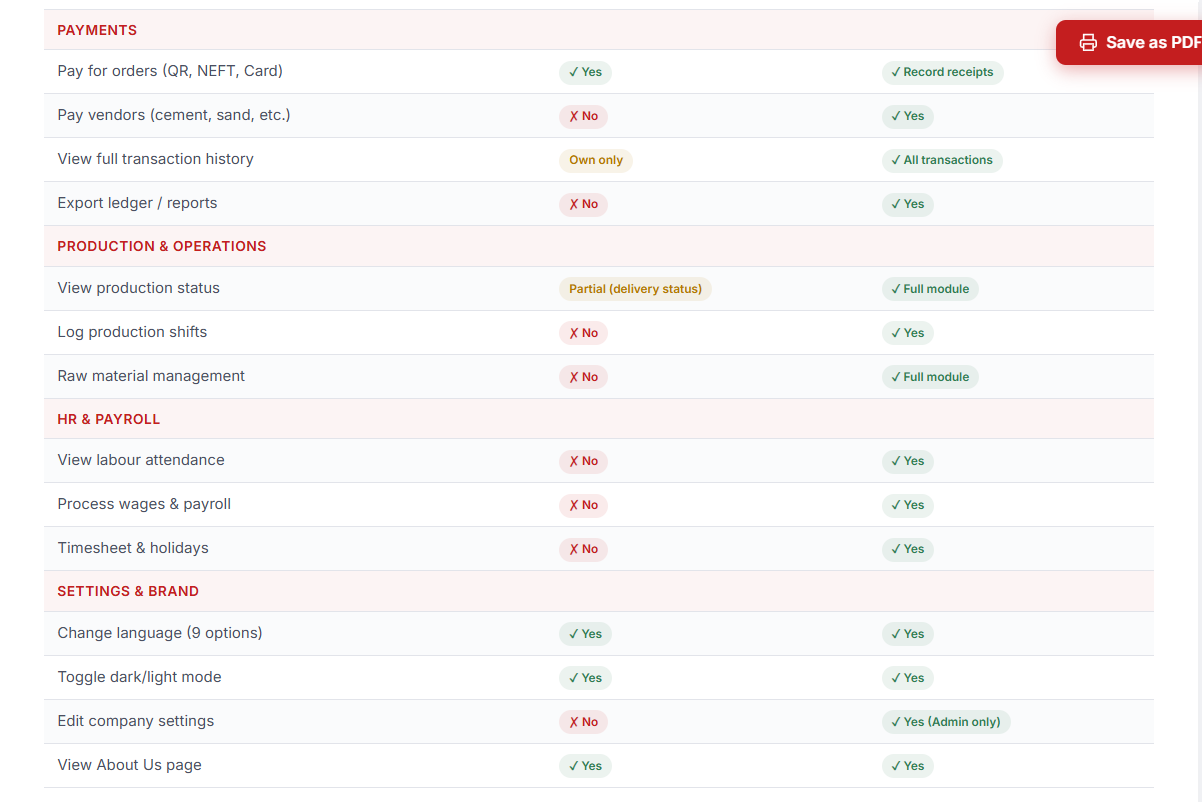 PAYMENTS
Save as PDF
Pay for orders (QR, NEFT, Card) ✓ Yes ✓ Record receipts
Pay vendors (cement, sand, etc.) ✗ No ✓ Yes
View full transaction history Own only ✓ All transactions
Export ledger / reports ✗ No ✓ Yes
PRODUCTION & OPERATIONS
View production status Partial (delivery status) ✓ Full module
Log production shifts ✗ No ✓ Yes
Raw material management ✗ No ✓ Full module
HR & PAYROLL
View labour attendance ✗ No ✓ Yes
Process wages & payroll ✗ No ✓ Yes
Timesheet & holidays ✗ No ✓ Yes
SETTINGS & BRAND
Change language (9 options) ✓ Yes ✓ Yes
Toggle dark/light mode ✓ Yes ✓ Yes
Edit company settings ✗ No ✓ Yes (Admin only)
View About Us page ✓ Yes ✓ Yes